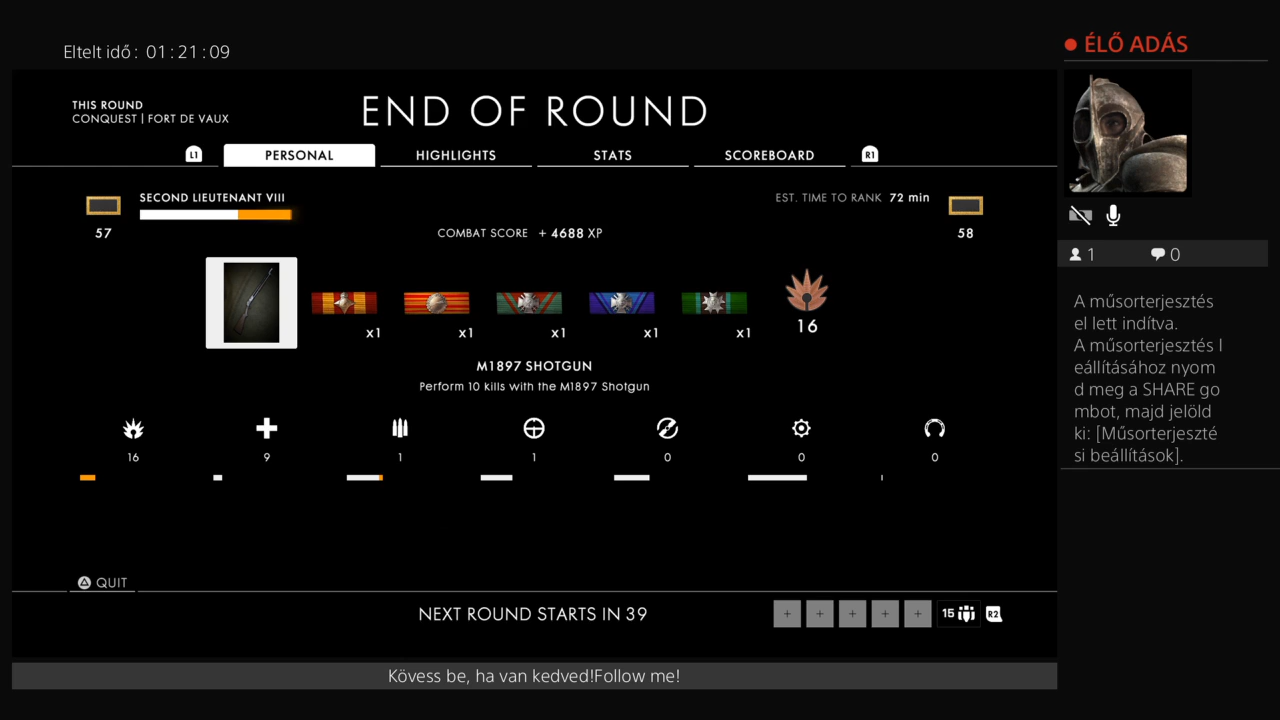 Eltelt idő : 01 : 21 : 09
ÉLŐ ADÁS
THIS ROUND
CONQUEST | FORT DE VAUX
END OF ROUND
L1 PERSONAL HIGHLIGHTS STATS SCOREBOARD R1
SECOND LIEUTENANT VIII
EST. TIME TO RANK 72 min
57
COMBAT SCORE + 4688 XP
58
x1 x1 x1 x1 x1 16
M1897 SHOTGUN
Perform 10 kills with the M1897 Shotgun
16 9 1 1 0 0 0
QUIT
NEXT ROUND STARTS IN 39
15 R2
Kövess be, ha van kedved!Follow me!
1 0
A műsorterjesztés
el lett indítva.
A műsorterjesztés l
eállításához nyom
d meg a SHARE go
mbot, majd jelöld
ki: [Műsorterjeszté
si beállítások].